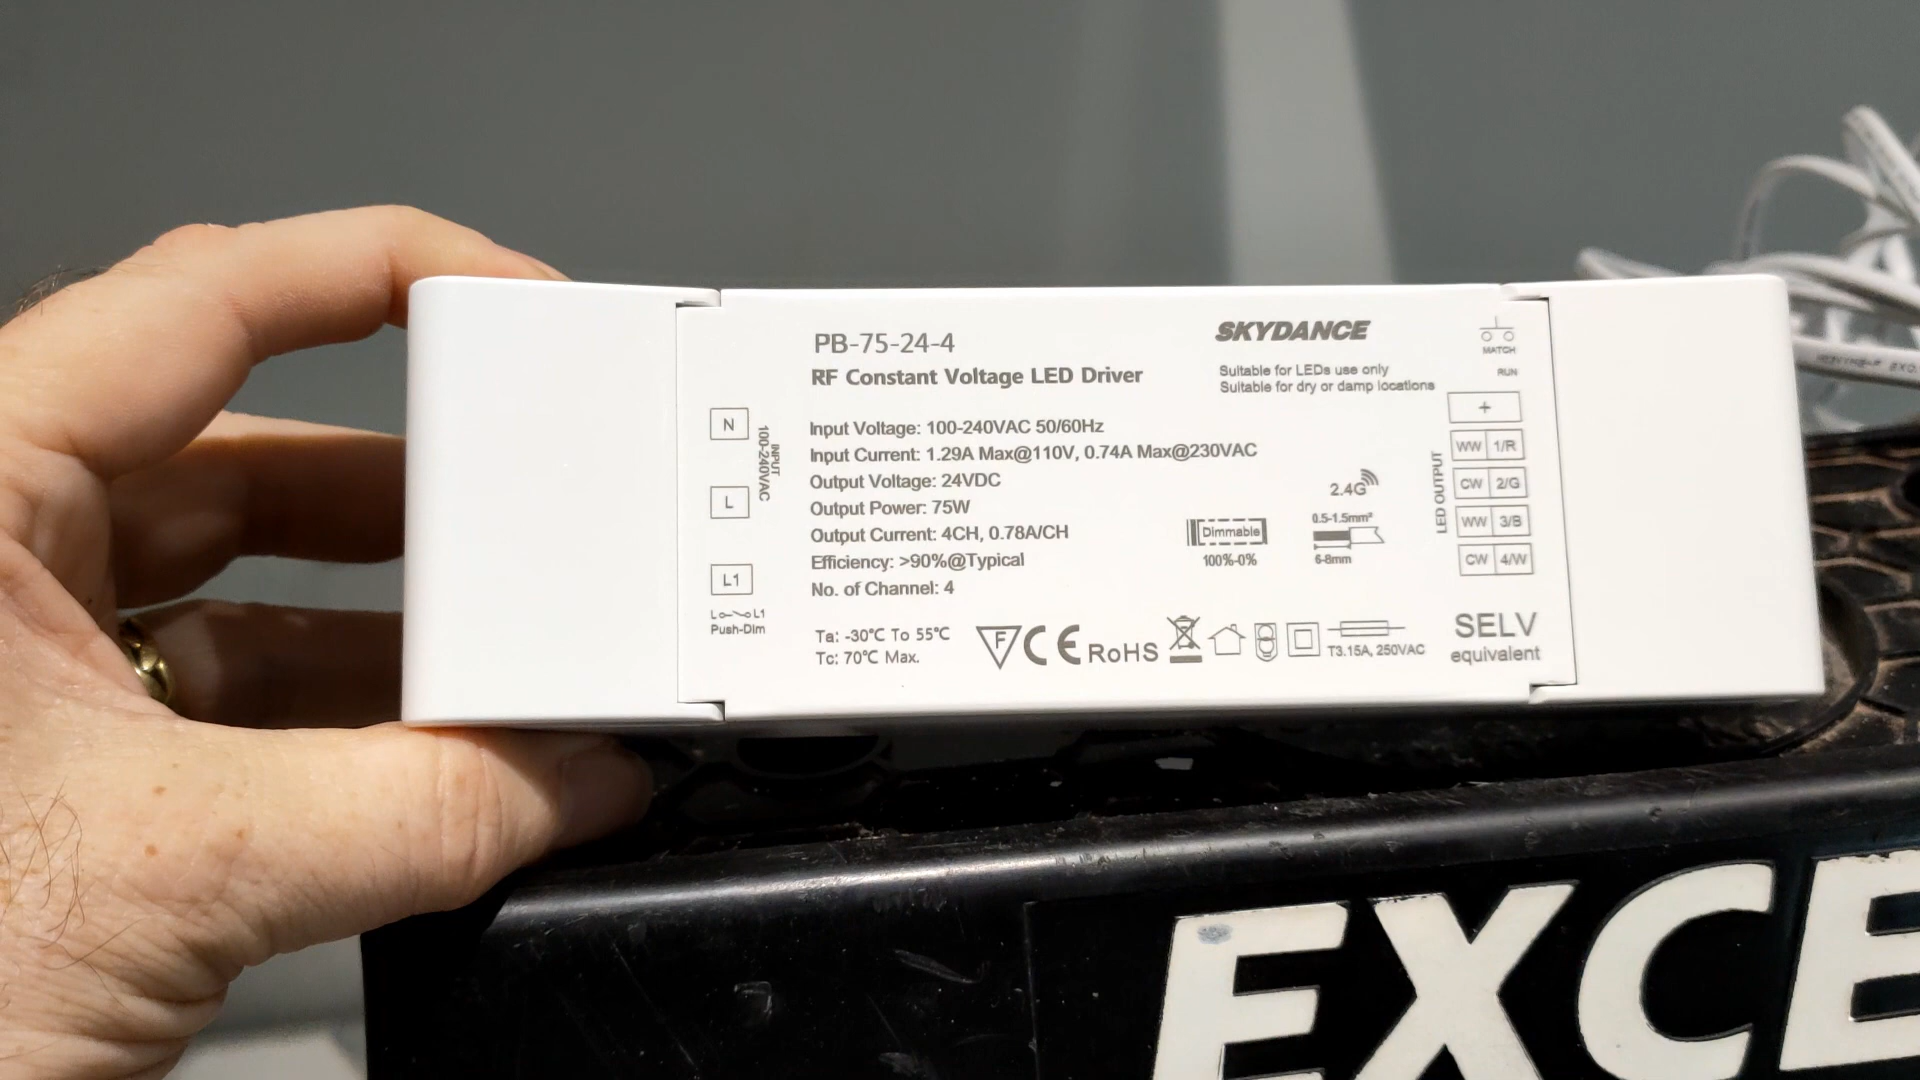 PB-75-24-4
RF Constant Voltage LED Driver
SKYDANCE
Suitable for LEDs use only
Suitable for dry or damp locations
MATCH
RUN
N
L
L1
INPUT
100-240VAC
L L1
Push-Dim
Input Voltage: 100-240VAC 50/60Hz
Input Current: 1.29A Max@110V, 0.74A Max@230VAC
Output Voltage: 24VDC
Output Power: 75W
Output Current: 4CH, 0.78A/CH
Efficiency: >90%@Typical
No. of Channel: 4
Dimmable
100%-0%
2.4G
0.5-1.5mm²
6-8mm
LED OUTPUT
+
WW 1/R
CW 2/G
WW 3/B
CW 4/W
Ta: -30℃ To 55℃
Tc: 70℃ Max.
F CE RoHS
T3.15A, 250VAC
SELV
equivalent
EXCE